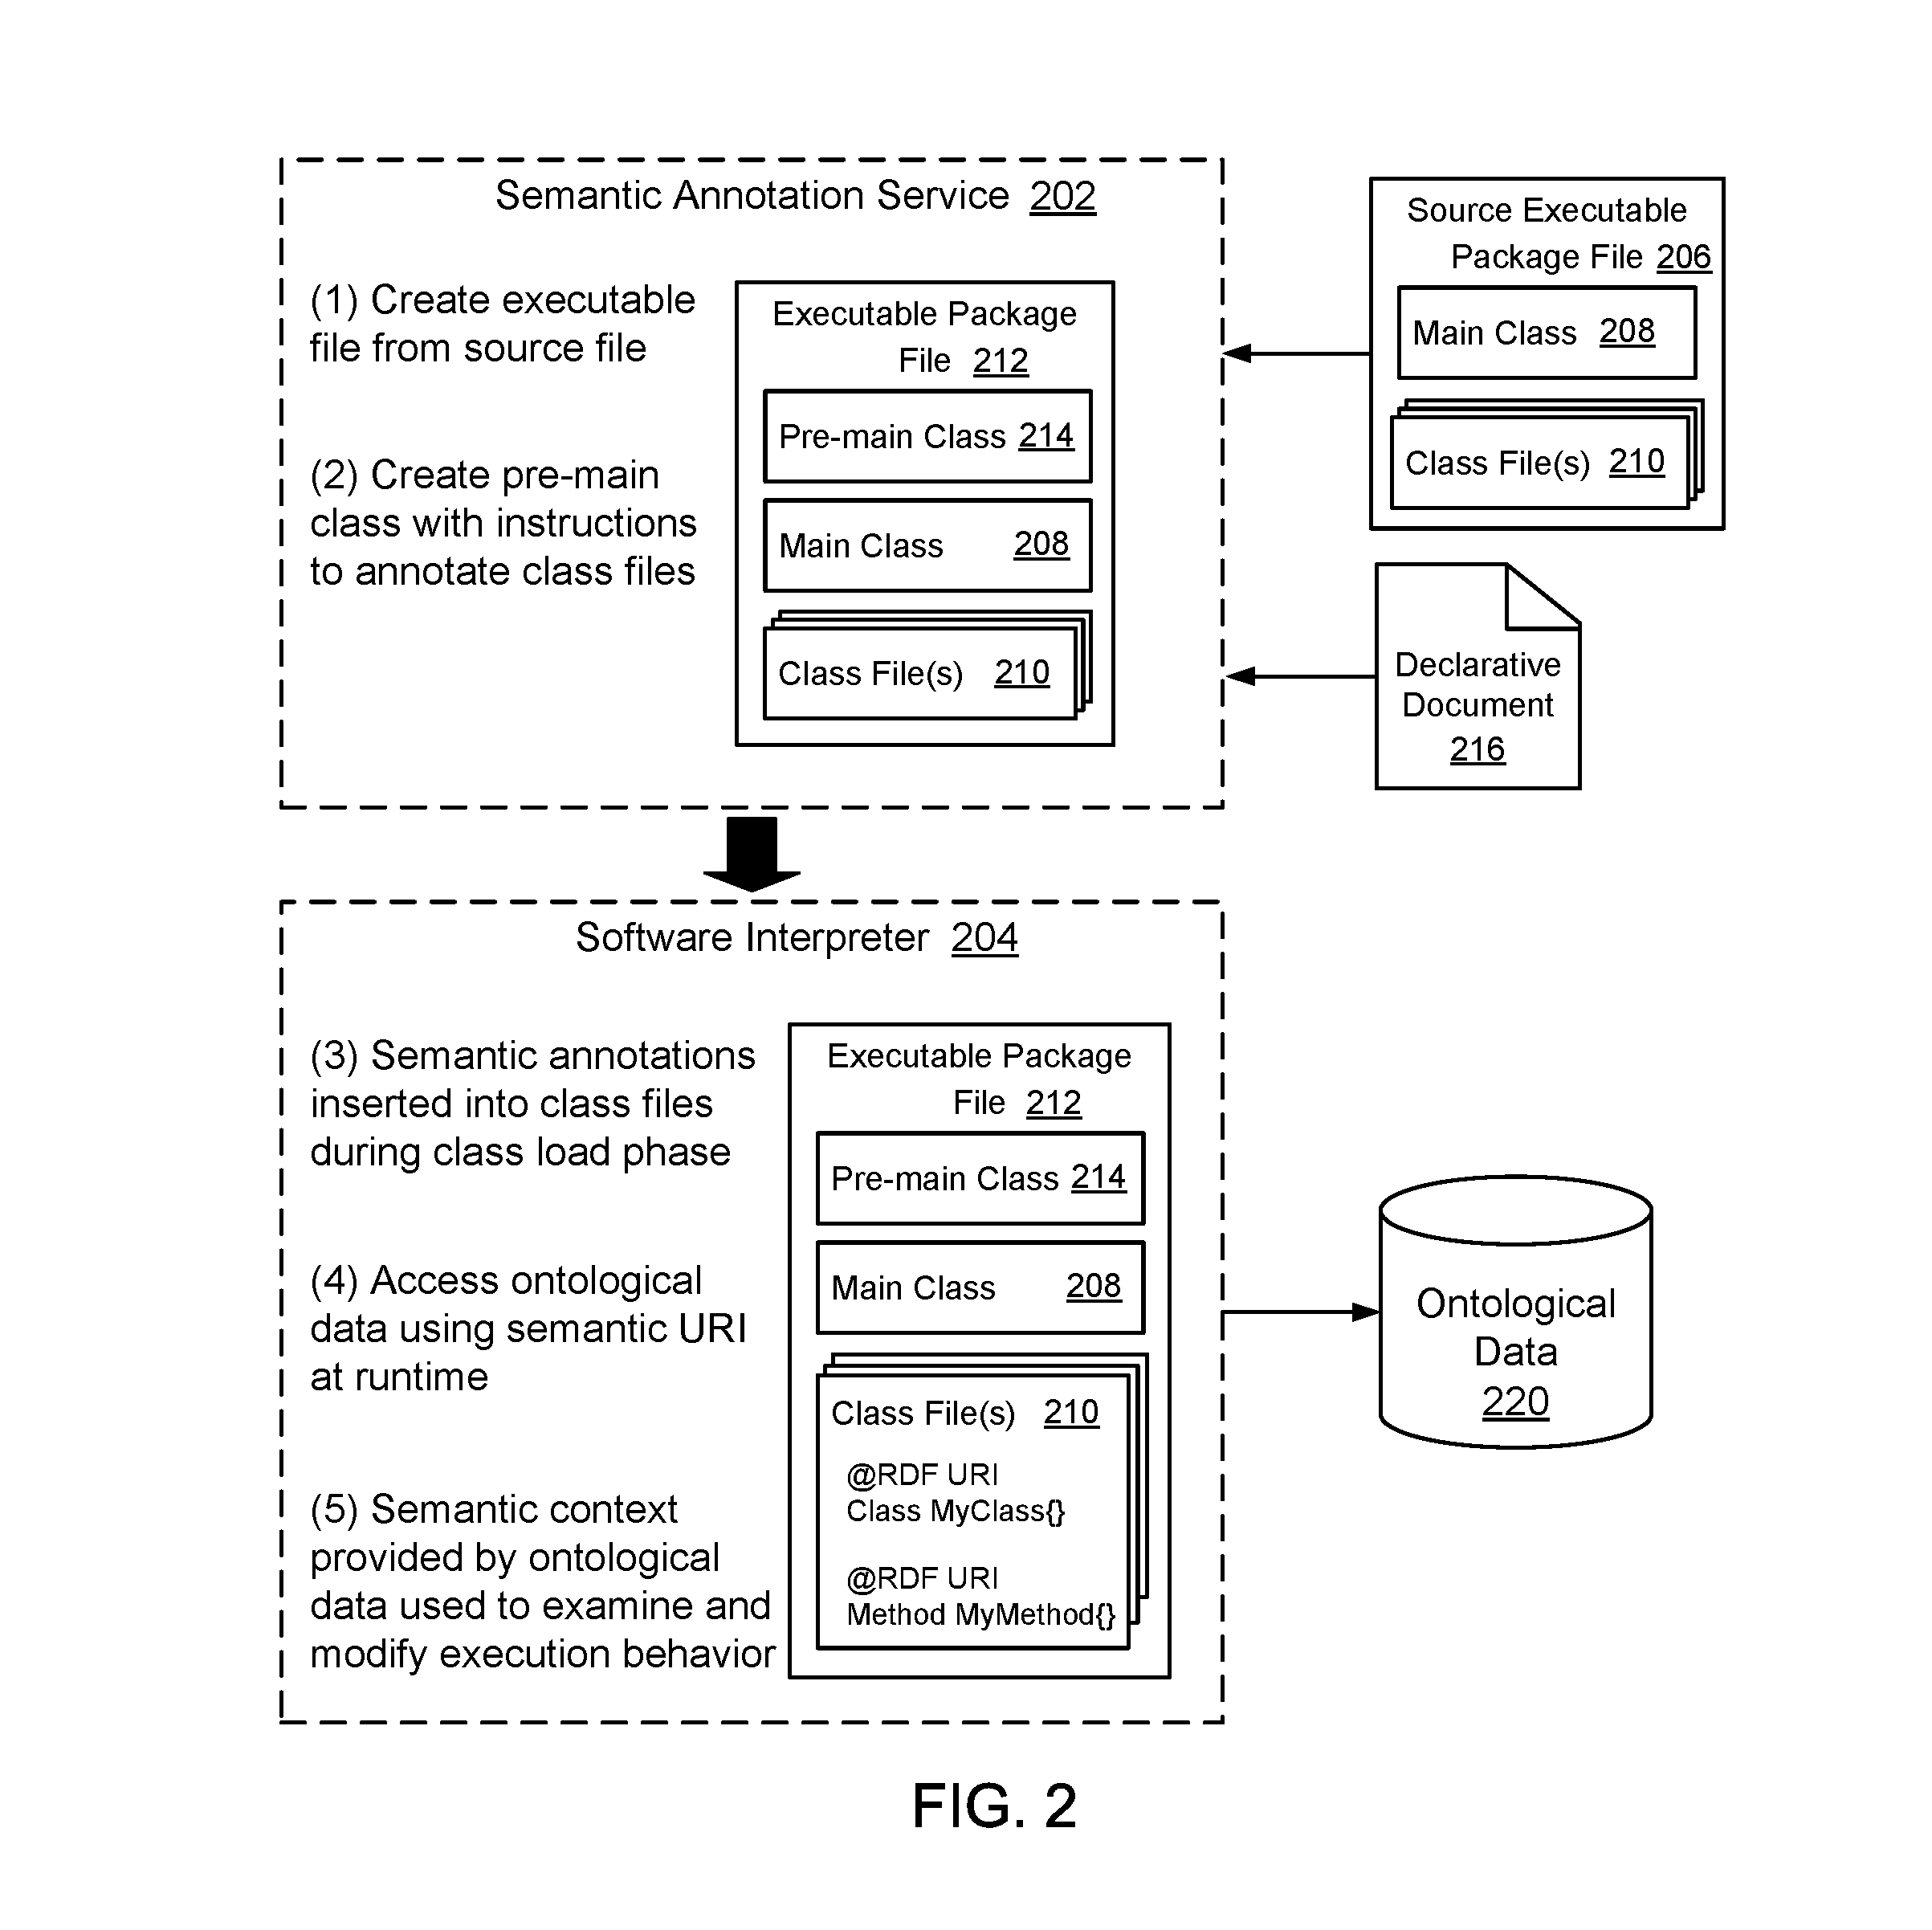 Semantic Annotation Service 202
(1) Create executable
file from source file
(2) Create pre-main
class with instructions
to annotate class files
Executable Package
File 212
Pre-main Class 214
Main Class 208
Class File(s) 210
Source Executable
Package File 206
Main Class 208
Class File(s) 210
Declarative
Document
216
Software Interpreter 204
(3) Semantic annotations
inserted into class files
during class load phase
(4) Access ontological
data using semantic URI
at runtime
(5) Semantic context
provided by ontological
data used to examine and
modify execution behavior
Executable Package
File 212
Pre-main Class 214
Main Class 208
Class File(s) 210
@RDF URI
Class MyClass{}
@RDF URI
Method MyMethod{}
Ontological
Data
220
FIG. 2